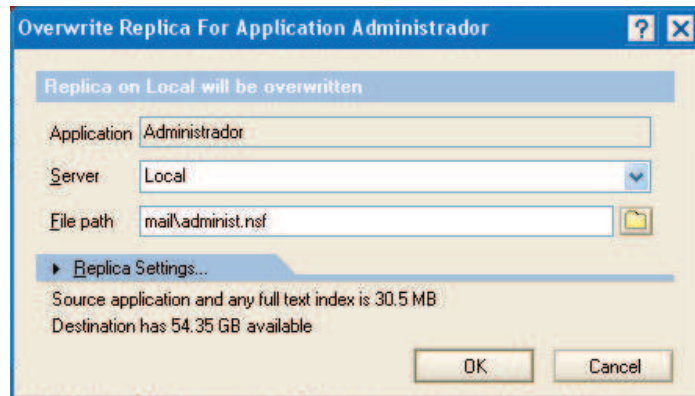 Overwrite Replica For Application Administrador
Replica on Local will be overwritten
Application Administrador
Server Local
File path mail\administ.nsf
Replica Settings...
Source application and any full text index is 30.5 MB
Destination has 54.35 GB available
OK Cancel